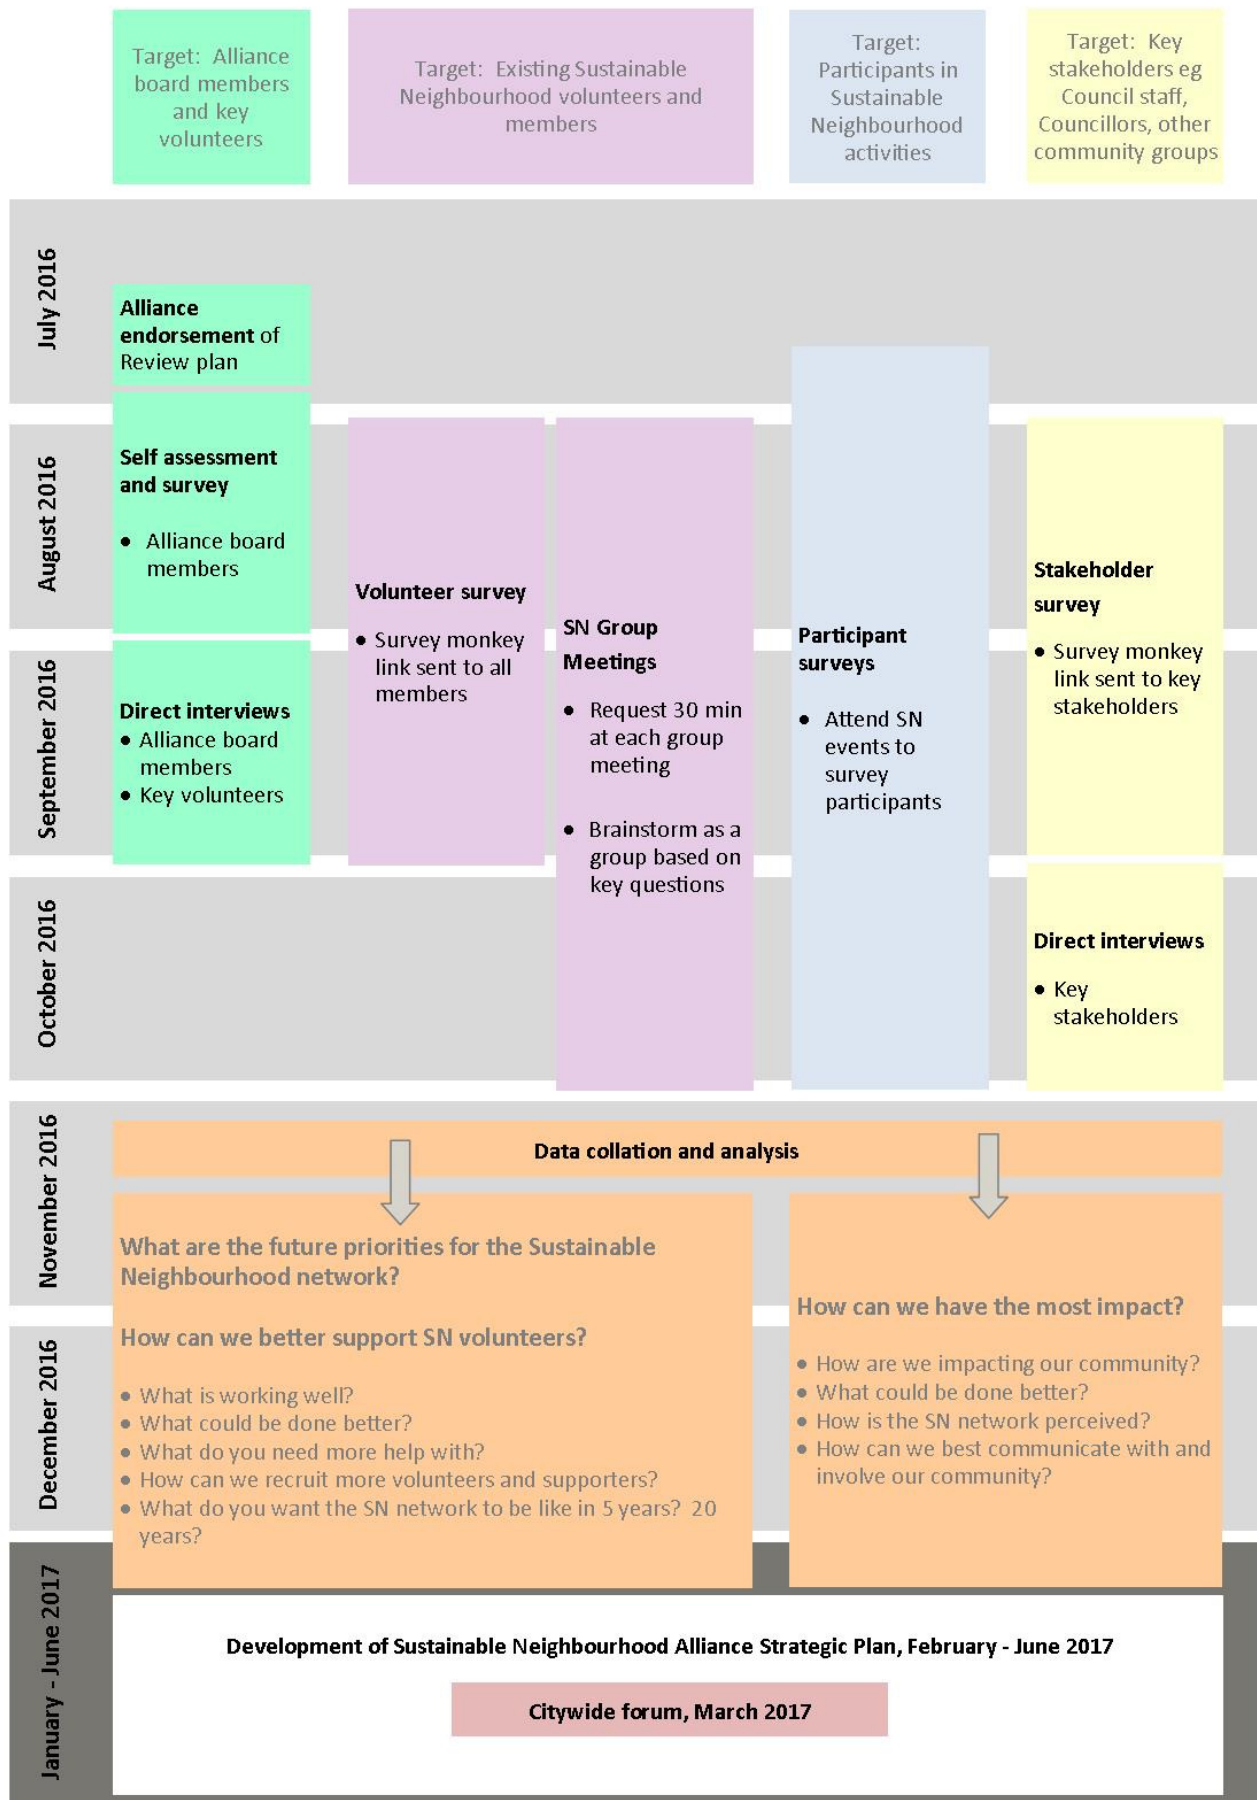 Target: Alliance
board members
and key
volunteers
Target: Existing Sustainable
Neighbourhood volunteers and
members
Target:
Participants in
Sustainable
Neighbourhood
activities
Target: Key
stakeholders eg
Council staff,
Councillors, other
community groups
July 2016
Alliance
endorsement of
Review plan
August 2016
Self assessment
and survey
• Alliance board
members
September 2016
Direct interviews
• Alliance board
members
• Key volunteers
Volunteer survey
• Survey monkey
link sent to all
members
SN Group
Meetings
• Request 30 min
at each group
meeting
• Brainstorm as a
group based on
key questions
Participant
surveys
• Attend SN
events to
survey
participants
Stakeholder
survey
• Survey monkey
link sent to key
stakeholders
October 2016
Direct interviews
• Key
stakeholders
November 2016
Data collation and analysis
What are the future priorities for the Sustainable
Neighbourhood network?
How can we better support SN volunteers?
December 2016
• What is working well?
• What could be done better?
• What do you need more help with?
• How can we recruit more volunteers and supporters?
• What do you want the SN network to be like in 5 years? 20
years?
How can we have the most impact?
• How are we impacting our community?
• What could be done better?
• How is the SN network perceived?
• How can we best communicate with and
involve our community?
January - June 2017
Development of Sustainable Neighbourhood Alliance Strategic Plan, February - June 2017
Citywide forum, March 2017